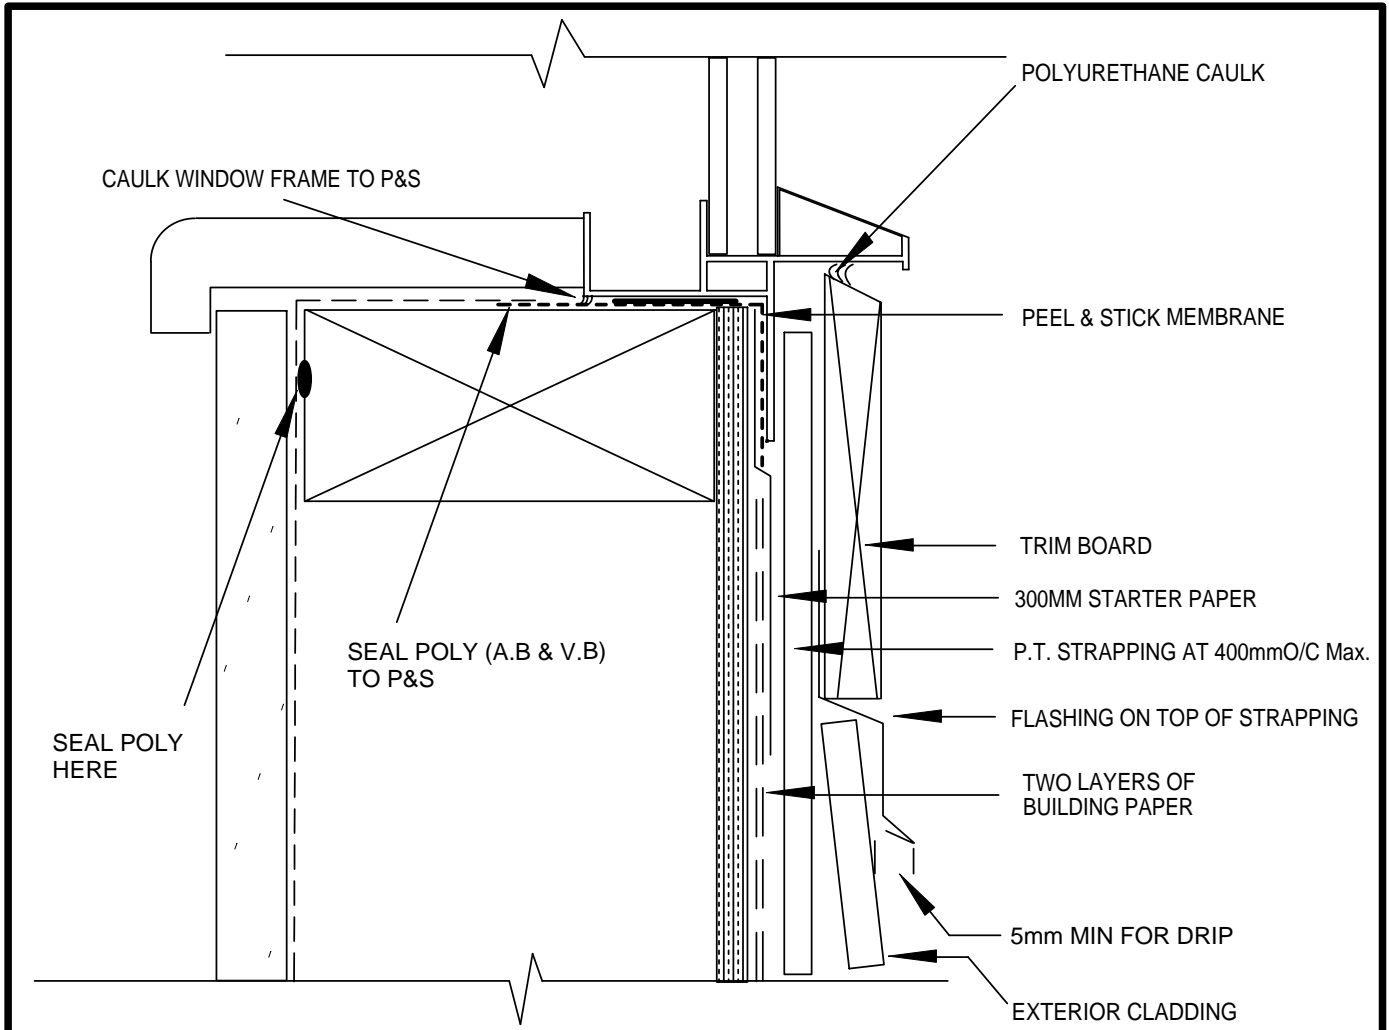 POLYURETHANE CAULK
CAULK WINDOW FRAME TO P&S
PEEL & STICK MEMBRANE
TRIM BOARD
300MM STARTER PAPER
SEAL POLY (A.B & V.B)
TO P&S
P.T. STRAPPING AT 400mmO/C Max.
FLASHING ON TOP OF STRAPPING
SEAL POLY
HERE
TWO LAYERS OF
BUILDING PAPER
5mm MIN FOR DRIP
EXTERIOR CLADDING